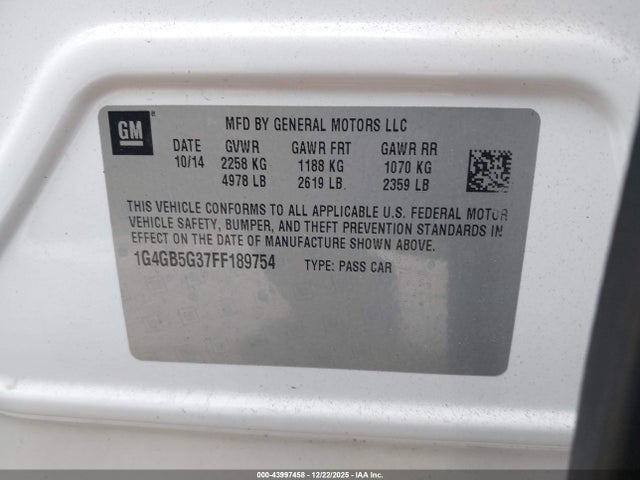 GM
MFD BY GENERAL MOTORS LLC
DATE GVWR GAWR FRT GAWR RR
10/14 2258 KG 1188 KG 1070 KG
4978 LB 2619 LB 2359 LB
THIS VEHICLE CONFORMS TO ALL APPLICABLE U.S. FEDERAL MOTOR
VEHICLE SAFETY, BUMPER, AND THEFT PREVENTION STANDARDS IN
EFFECT ON THE DATE OF MANUFACTURE SHOWN ABOVE.
1G4GB5G37FF189754 TYPE: PASS CAR
000-43997458 - 12/22/2025 - IAA Inc.